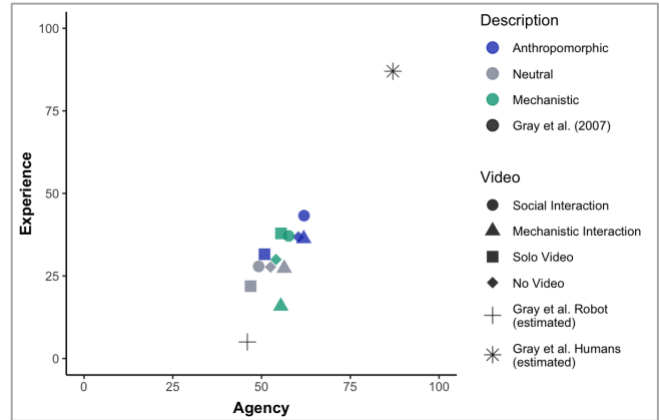 Experience
100
75
50
25
0
0 25 50 75 100
Agency
Description
Anthropomorphic
Neutral
Mechanistic
Gray et al. (2007)
Video
Social Interaction
Mechanistic Interaction
Solo Video
No Video
Gray et al. Robot
(estimated)
Gray et al. Humans
(estimated)